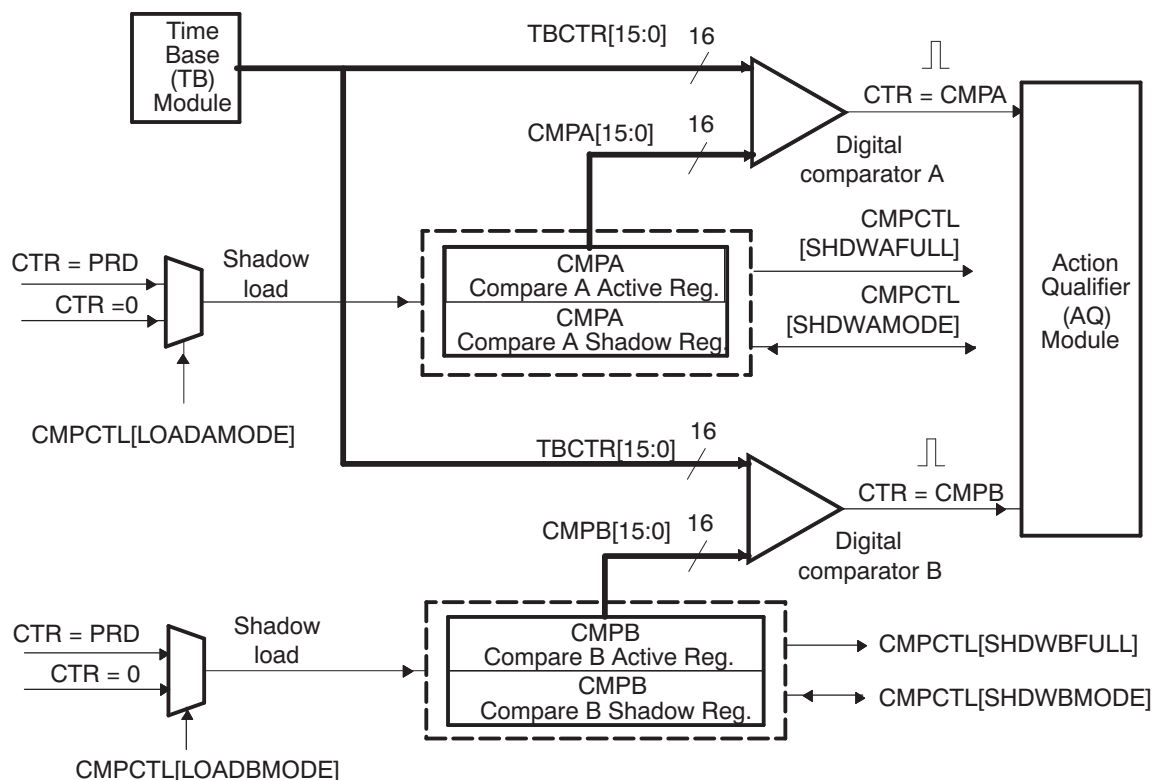 Time
Base
(TB)
Module
TBCTR[15:0]
16
CTR = CMPA
CMPA[15:0]
16
Digital
comparator A
CTR = PRD
CTR =0
Shadow
load
CMPA
Compare A Active Reg.
CMPA
Compare A Shadow Reg.
CMPCTL
[SHDWAFULL]
CMPCTL
[SHDWAMODE]
Action
Qualifier
(AQ)
Module
CMPCTL[LOADAMODE]
TBCTR[15:0]
16
CTR = CMPB
CMPB[15:0]
16
Digital
comparator B
CTR = PRD
CTR = 0
Shadow
load
CMPB
Compare B Active Reg.
CMPB
Compare B Shadow Reg.
CMPCTL[SHDWBFULL]
CMPCTL[SHDWBMODE]
CMPCTL[LOADBMODE]